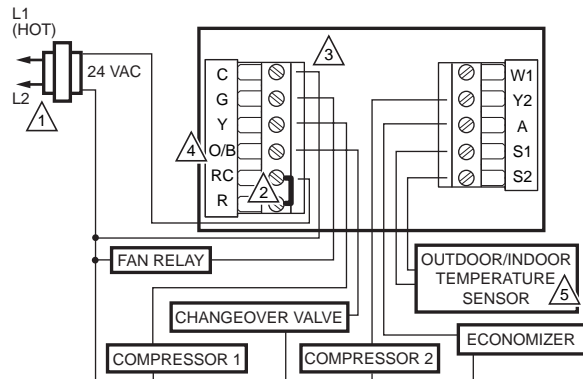 L1
(HOT)
L2
1
24 VAC
3
C
G
Y
4
O/B
RC
R
2
W1
Y2
A
S1
S2
FAN RELAY
OUTDOOR/INDOOR
TEMPERATURE
SENSOR
5
CHANGEOVER VALVE
ECONOMIZER
COMPRESSOR 1
COMPRESSOR 2